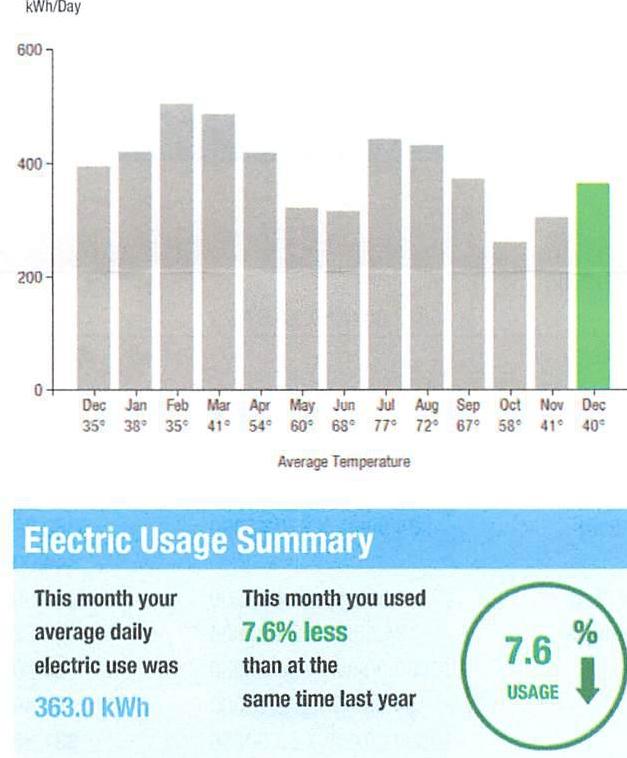 kWh/Day
600
400
200
0
Dec Jan Feb Mar Apr May Jun Jul Aug Sep Oct Nov Dec
35° 38° 35° 41° 54° 60° 68° 77° 72° 67° 58° 41° 40°
Average Temperature
Electric Usage Summary
This month your
average daily
electric use was
363.0 kWh
This month you used
7.6% less
than at the
same time last year
7.6 %
USAGE